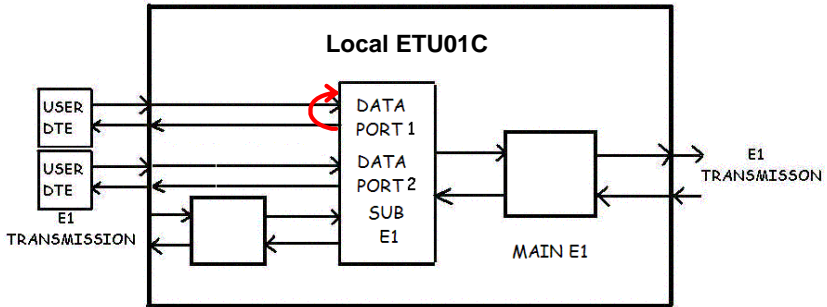 Local ETU01C
USER
DTE
USER
DTE
E1
TRANSMISSION
DATA
PORT 1
DATA
PORT 2
SUB
E1
MAIN E1
E1
TRANSMISSON